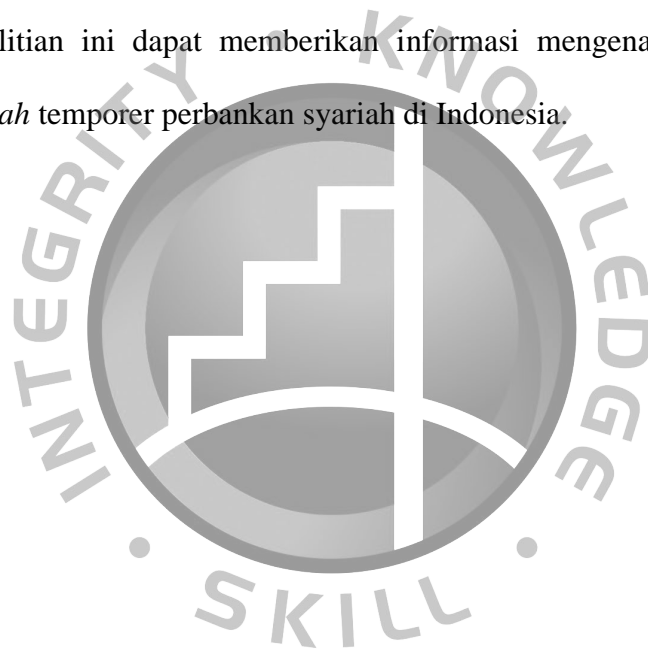 litian ini dapat memberikan informasi mengena
ah temporer perbankan syariah di Indonesia.
INTEGRITY • KNOWLEDGE • SKILL •